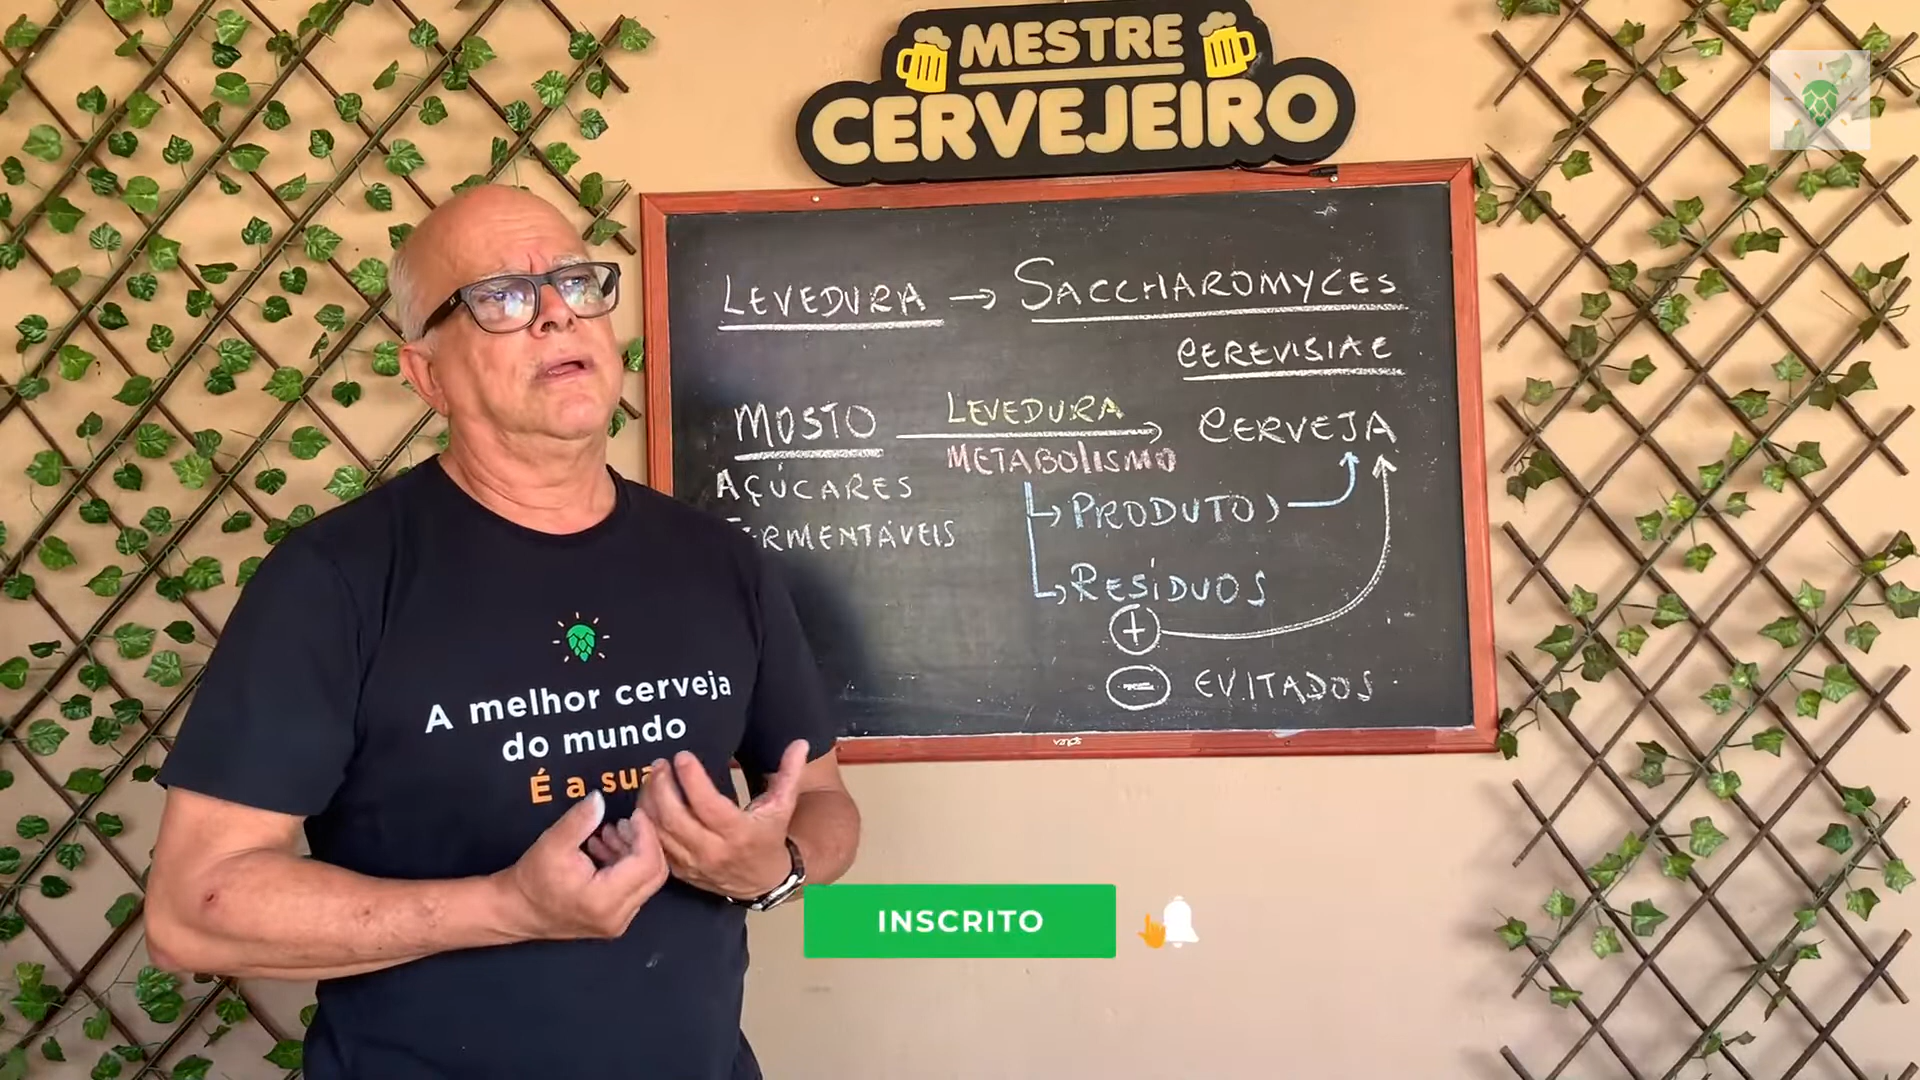 MESTRE
CERVEJEIRO
LEVEDURA → SACCHAROMYCES
CEREVISIAE
MOSTO LEVEDURA CERVEJA
METABOLISMO
AÇÚCARES
FERMENTÁVEIS
PRODUTOS
RESÍDUOS
+
- EVITADOS
A melhor cerveja
do mundo
É a sua
INSCRITO